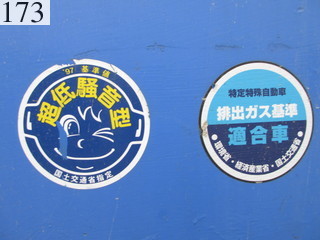 173
'97 基準値
超低騒音型
国土交通省指定
特定特殊自動車
排出ガス基準
適合車
●環境省・経済産業省・国土交通省●